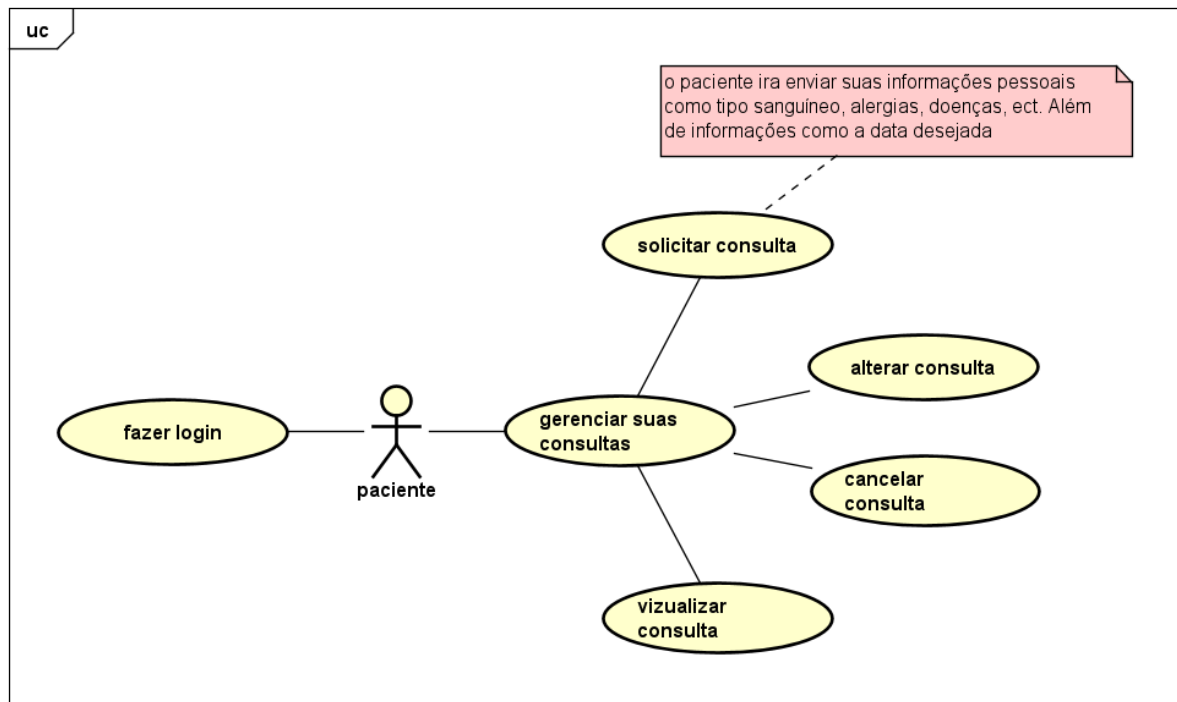 uc
o paciente ira enviar suas informações pessoais
como tipo sanguíneo, alergias, doenças, ect. Além
de informações como a data desejada
solicitar consulta
alterar consulta
fazer login
gerenciar suas
consultas
paciente
cancelar
consulta
vizualizar
consulta